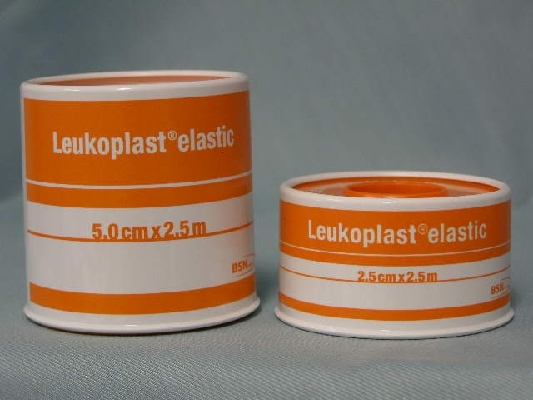 Leukoplast®elastic
5.0cm x 2.5m
BSN
Leukoplast®elastic
2.5cm x 2.5m
BSN